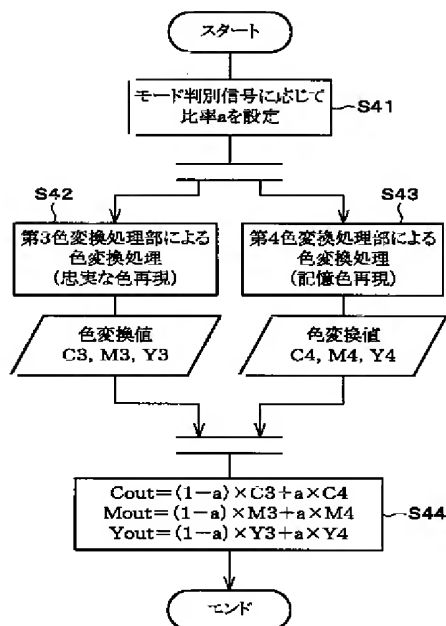 スタート
モード判別信号に応じて
比率aを設定
S41
S42
S43
第3色変換処理部による
色変換処理
(忠実な色再現)
第4色変換処理部による
色変換処理
(記憶色再現)
色変換値
C3, M3, Y3
色変換値
C4, M4, Y4
Cout=(1-a)×C3+a×C4
Mout=(1-a)×M3+a×M4
Yout=(1-a)×Y3+a×Y4
S44
エンド